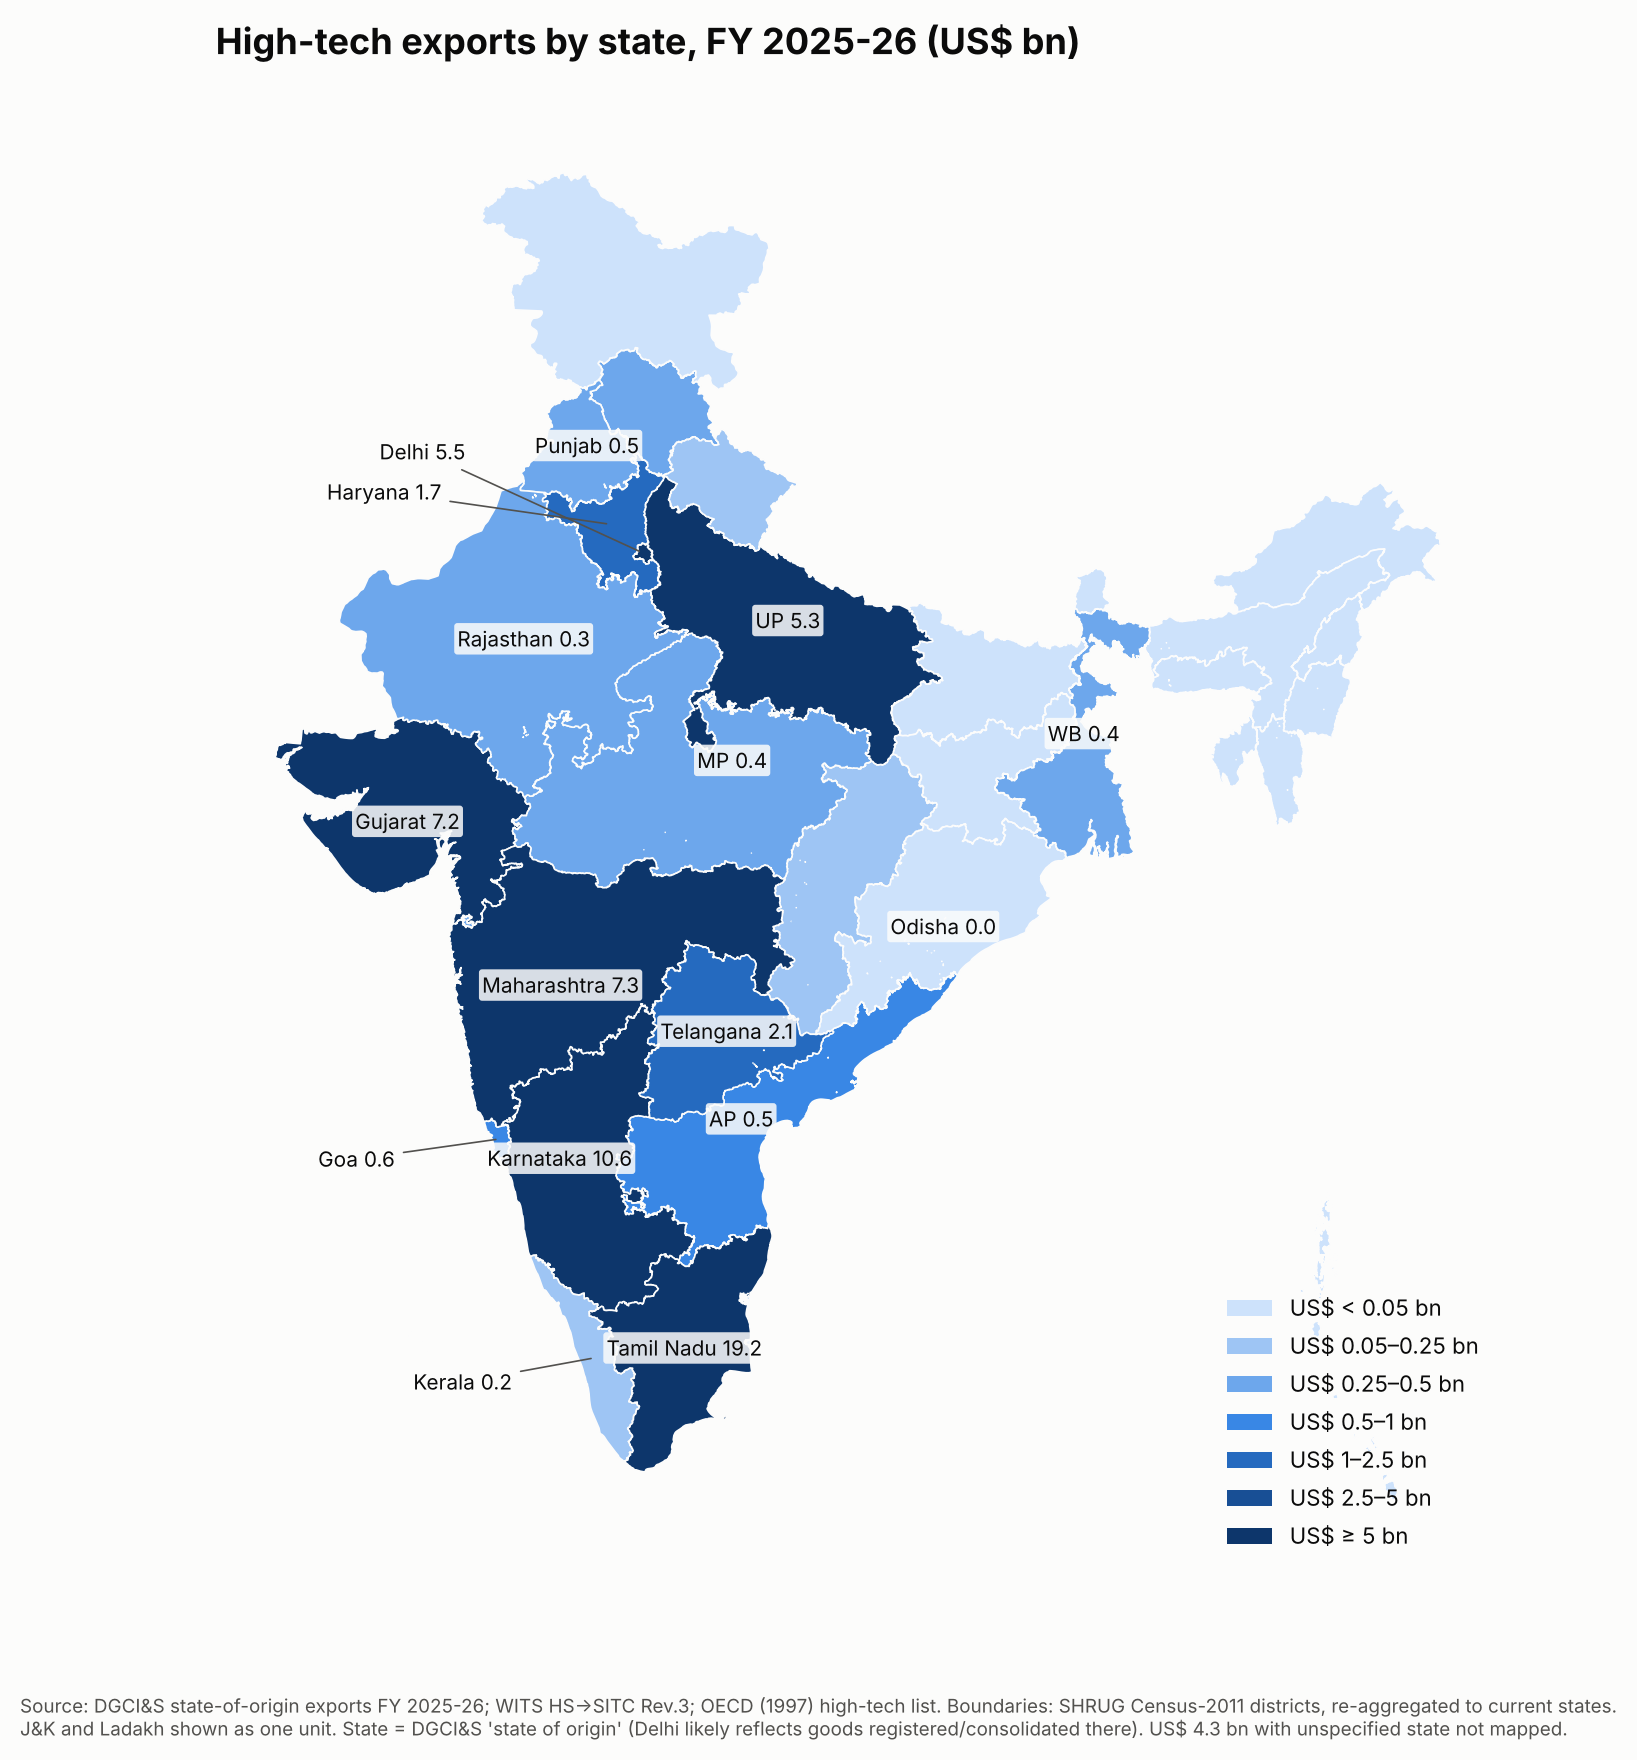 High-tech exports by state, FY 2025-26 (US$ bn)
Delhi 5.5
Punjab 0.5
Haryana 1.7
UP 5.3
Rajasthan 0.3
WB 0.4
MP 0.4
Gujarat 7.2
Odisha 0.0
Maharashtra 7.3
Telangana 2.1
AP 0.5
Goa 0.6
Karnataka 10.6
Tamil Nadu 19.2
Kerala 0.2
US$ < 0.05 bn
US$ 0.05–0.25 bn
US$ 0.25–0.5 bn
US$ 0.5–1 bn
US$ 1–2.5 bn
US$ 2.5–5 bn
US$ ≥ 5 bn
Source: DGCI&S state-of-origin exports FY 2025-26; WITS HS→SITC Rev.3; OECD (1997) high-tech list. Boundaries: SHRUG Census-2011 districts, re-aggregated to current states.
J&K and Ladakh shown as one unit. State = DGCI&S 'state of origin' (Delhi likely reflects goods registered/consolidated there). US$ 4.3 bn with unspecified state not mapped.